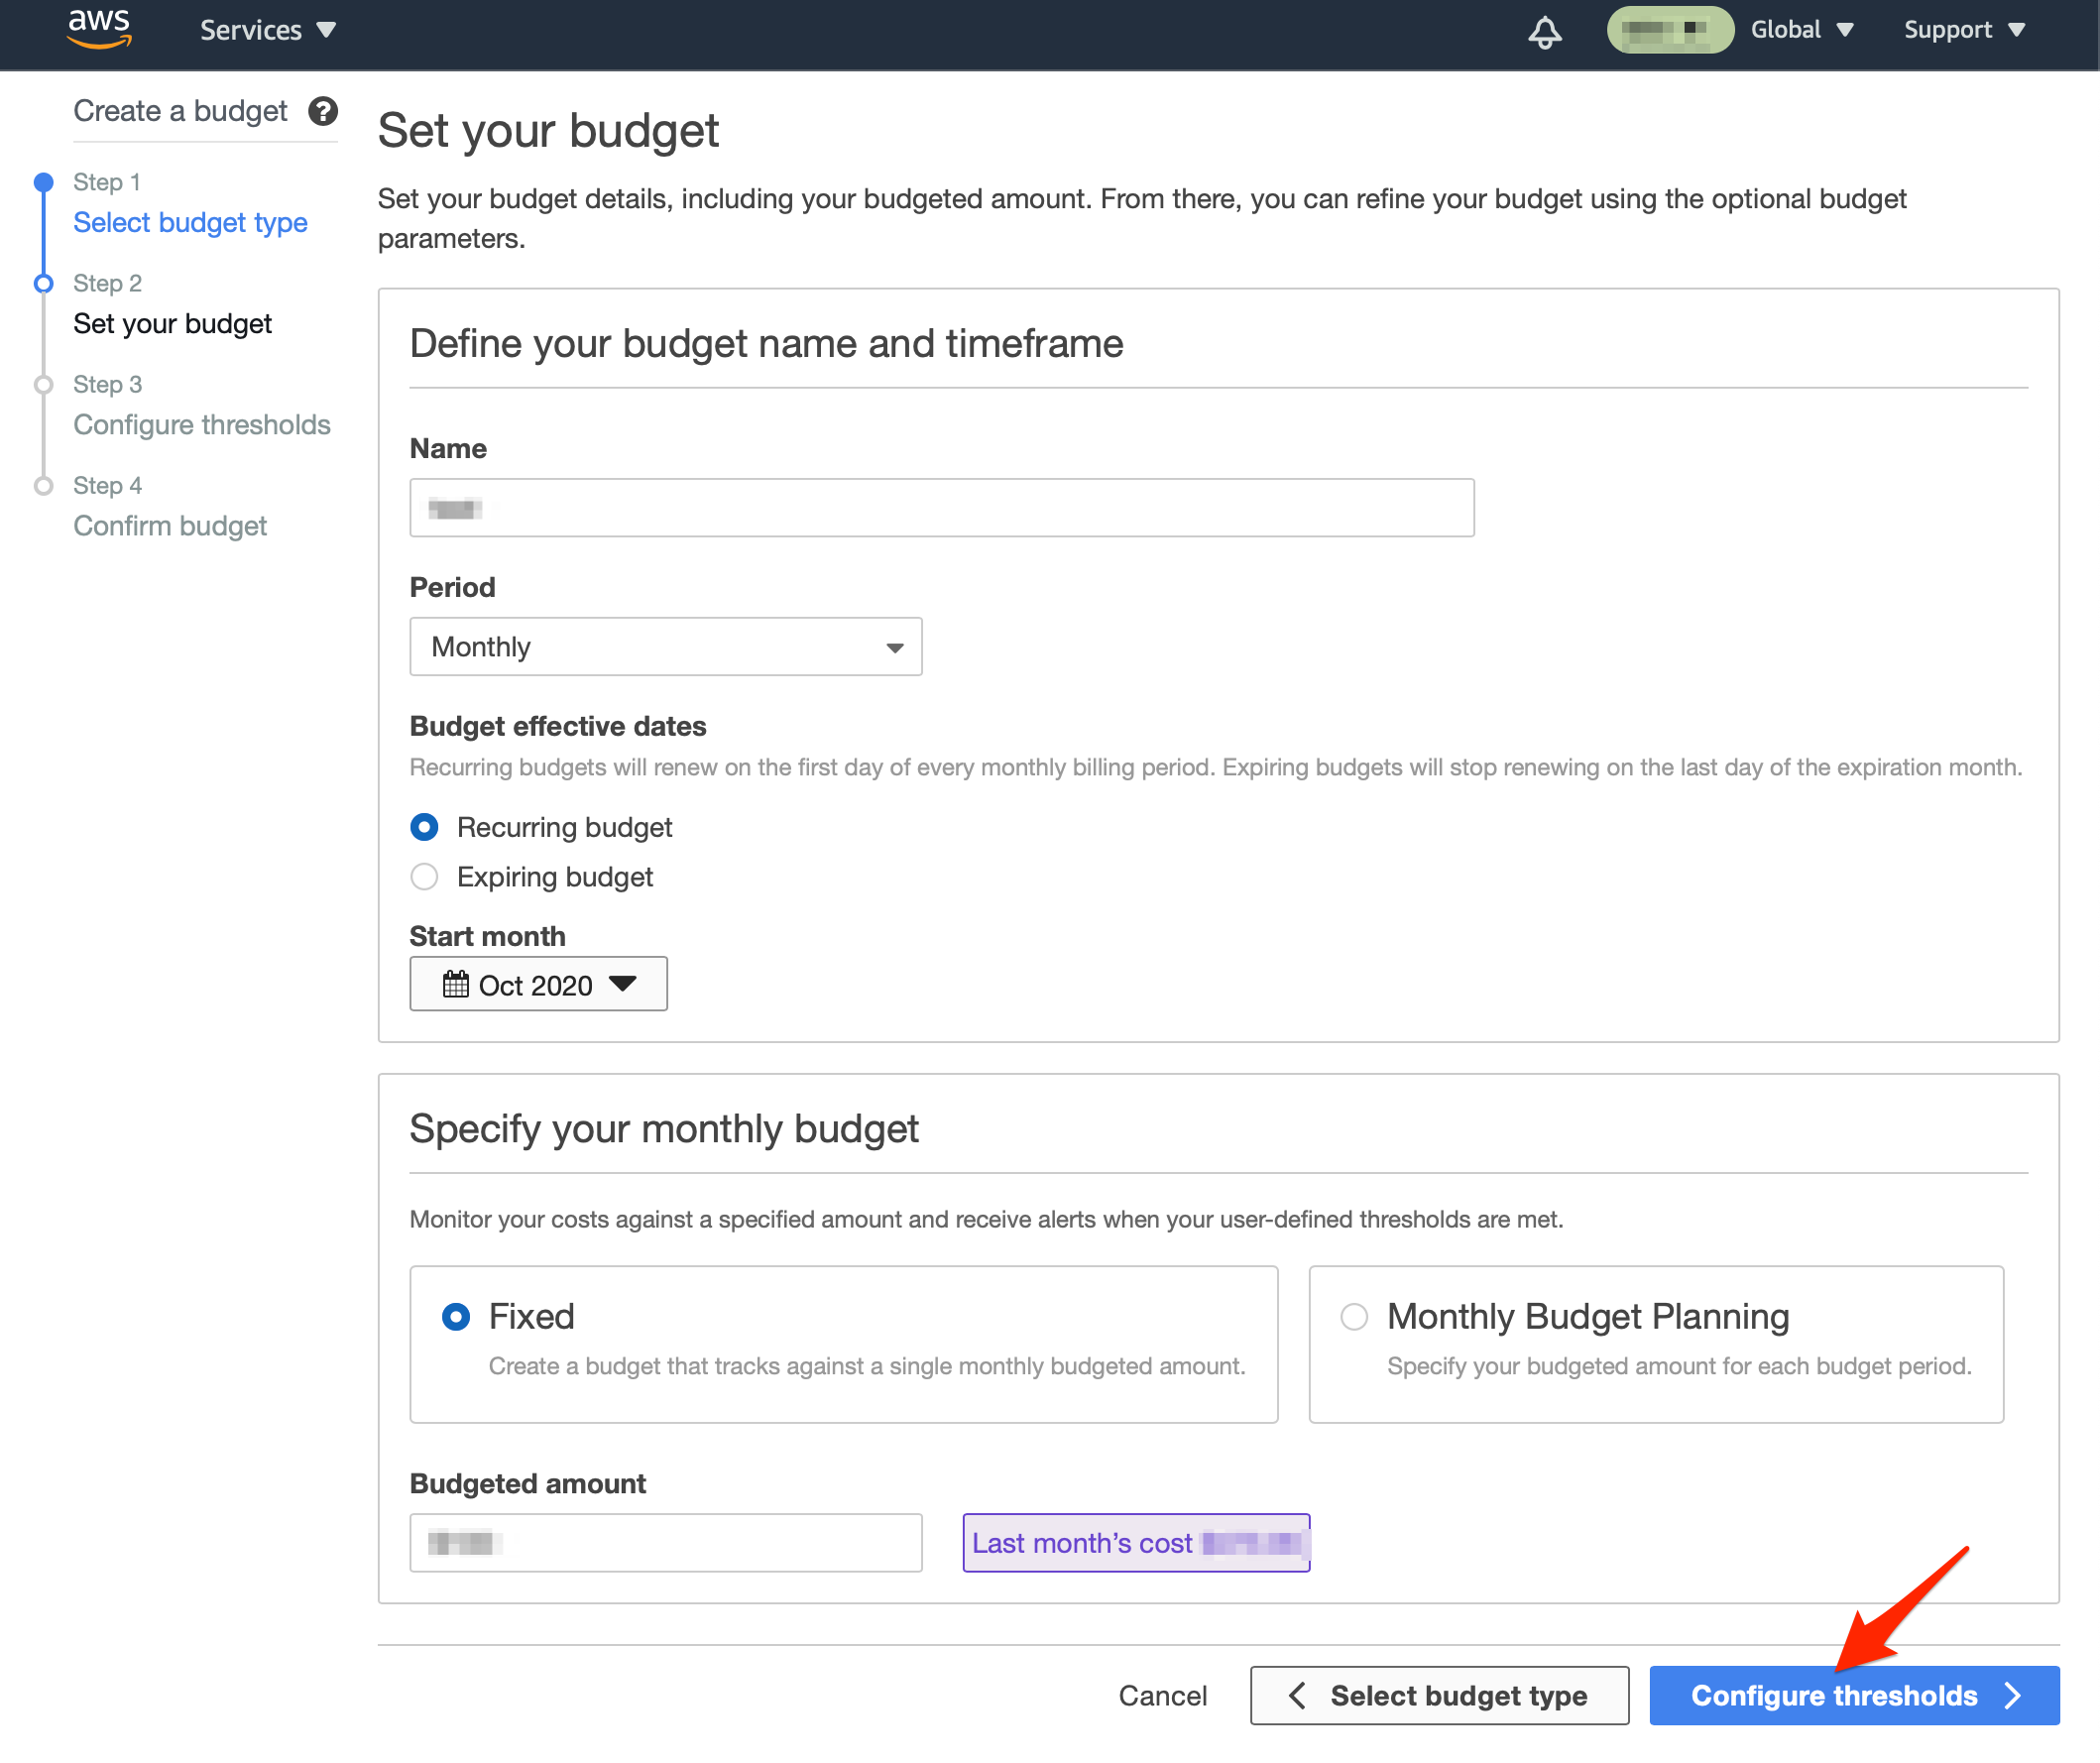 aws
Services
Global
Support
Create a budget ?
Step 1
Select budget type
Step 2
Set your budget
Step 3
Configure thresholds
Step 4
Confirm budget
Set your budget
Set your budget details, including your budgeted amount. From there, you can refine your budget using the optional budget
parameters.
Define your budget name and timeframe
Name
Period
Monthly
Budget effective dates
Recurring budgets will renew on the first day of every monthly billing period. Expiring budgets will stop renewing on the last day of the expiration month.
Recurring budget
Expiring budget
Start month
Oct 2020
Specify your monthly budget
Monitor your costs against a specified amount and receive alerts when your user-defined thresholds are met.
Fixed
Create a budget that tracks against a single monthly budgeted amount.
Monthly Budget Planning
Specify your budgeted amount for each budget period.
Budgeted amount
Last month's cost
Cancel
Select budget type
Configure thresholds